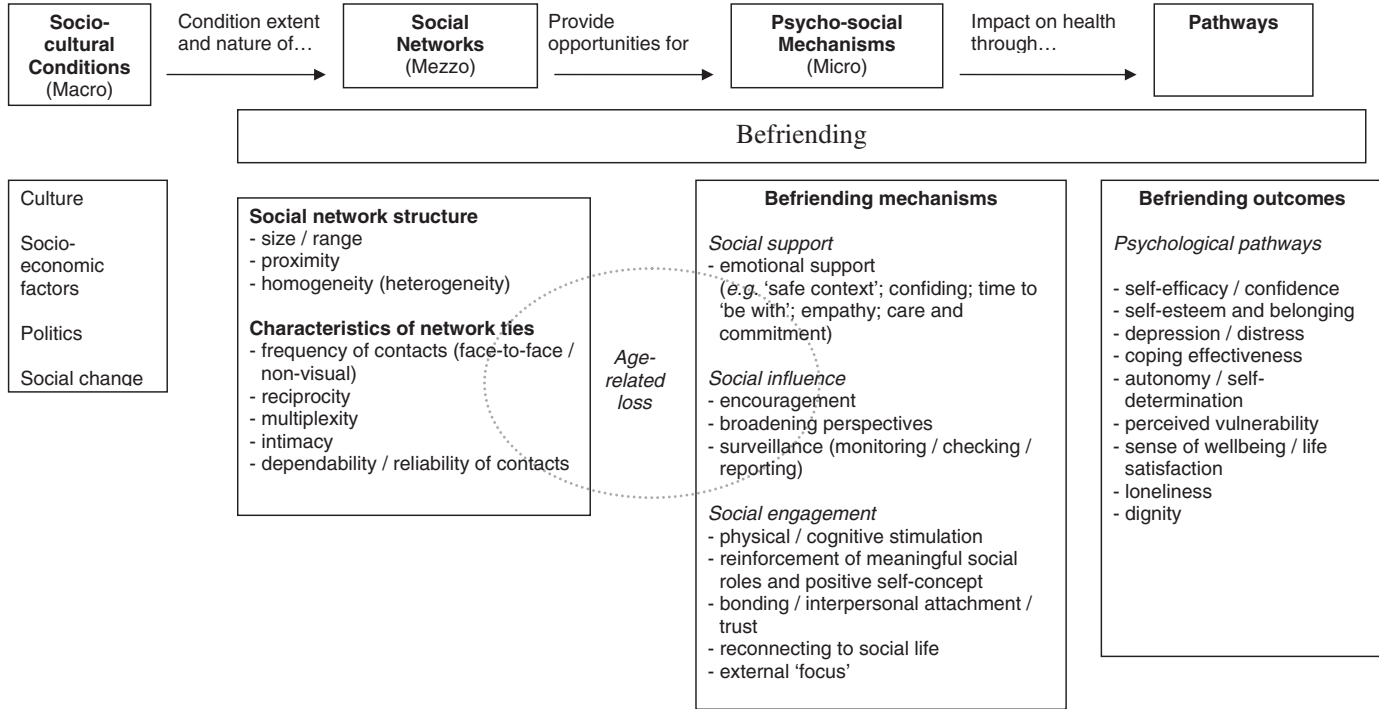 Socio-
cultural
Conditions
(Macro)
Condition extent
and nature of…
Social
Networks
(Mezzo)
Provide
opportunities for
Psycho-social
Mechanisms
(Micro)
Impact on health
through…
Pathways
Befriending
Culture
Socio-
economic
factors
Politics
Social change
Social network structure
- size / range
- proximity
- homogeneity (heterogeneity)
Characteristics of network ties
- frequency of contacts (face-to-face /
non-visual)
- reciprocity
- multiplexity
- intimacy
- dependability / reliability of contacts
Age-
related
loss
Befriending mechanisms
Social support
- emotional support
(e.g. ‘safe context’; confiding; time to
‘be with’; empathy; care and
commitment)
Social influence
- encouragement
- broadening perspectives
- surveillance (monitoring / checking /
reporting)
Social engagement
- physical / cognitive stimulation
- reinforcement of meaningful social
roles and positive self-concept
- bonding / interpersonal attachment /
trust
- reconnecting to social life
- external ‘focus’
Befriending outcomes
Psychological pathways
- self-efficacy / confidence
- self-esteem and belonging
- depression / distress
- coping effectiveness
- autonomy / self-
determination
- perceived vulnerability
- sense of wellbeing / life
satisfaction
- loneliness
- dignity